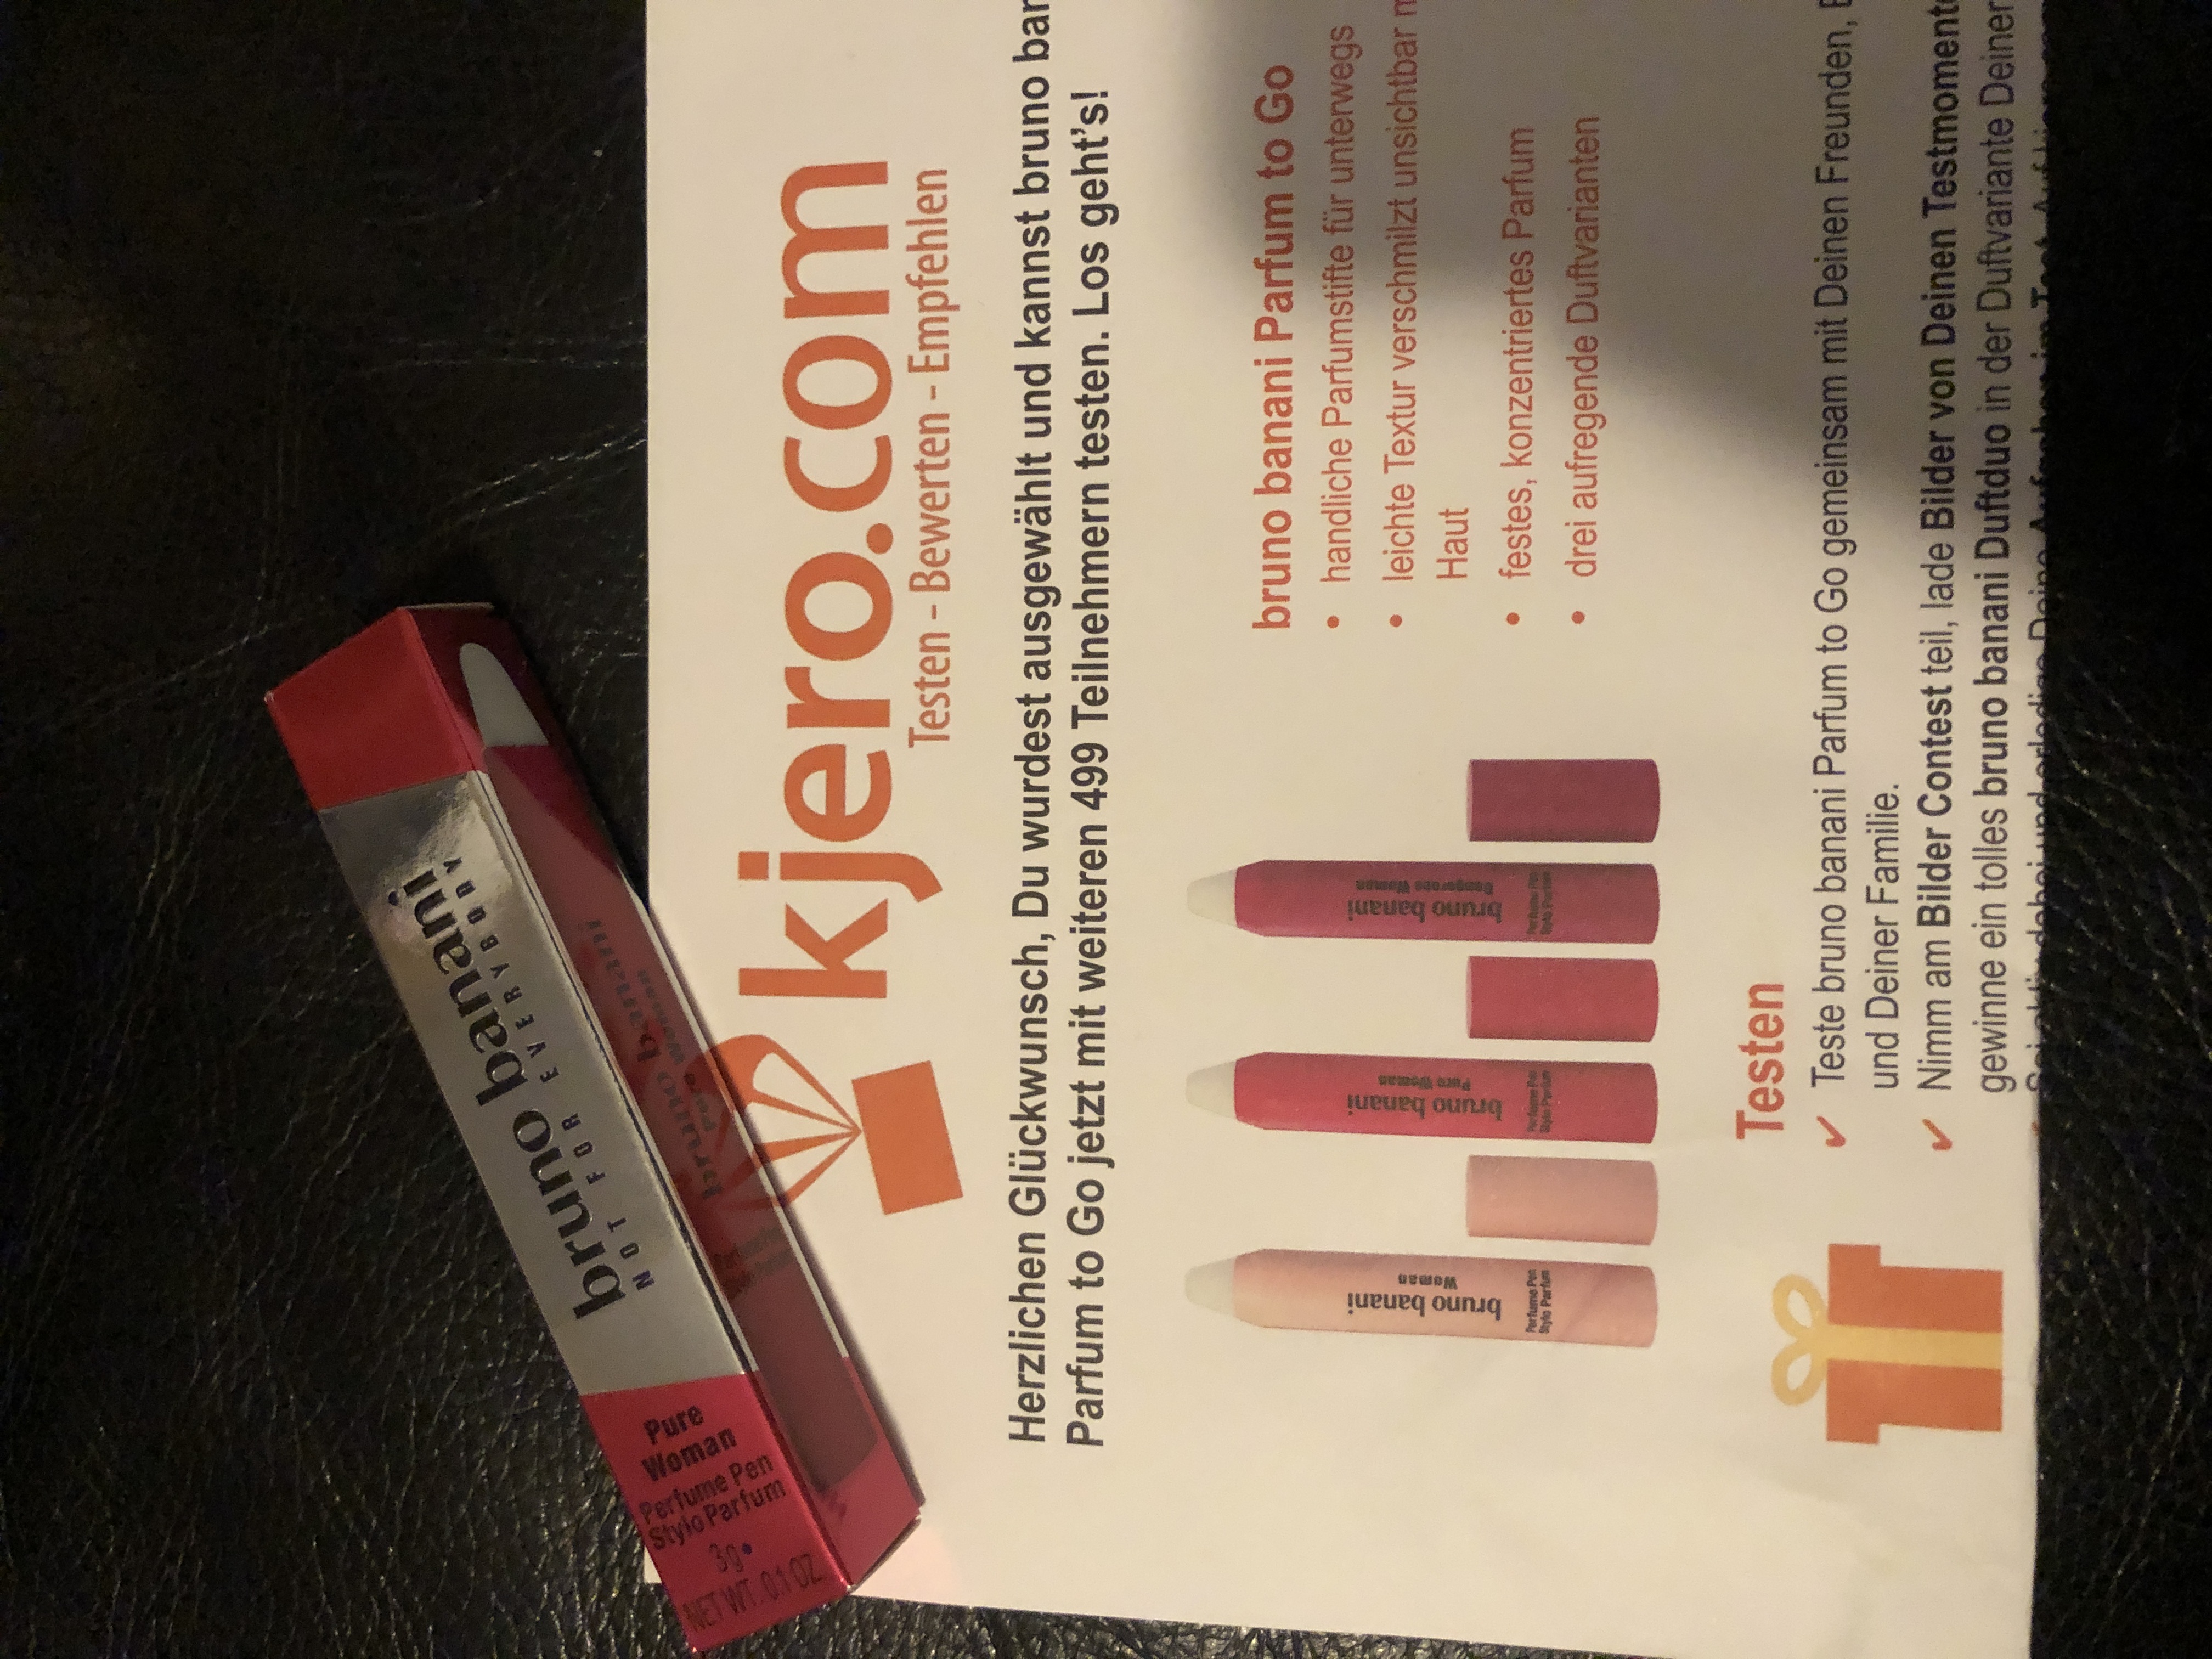 bruno banani
NOT FOR EVERYBODY
Pure
Woman
Perfume Pen
Stylo Parfum
3g
NET WT. 0.1 OZ.
bruno banani
Pure Woman
kjero.com
Testen - Bewerten - Empfehlen
Herzlichen Glückwunsch, Du wurdest ausgewählt und kannst bruno
Parfum to Go jetzt mit weiteren 499 Teilnehmern testen. Los geht's!
bruno banani
Woman
Perfume Pen
Stylo Parfum
bruno banani
Pure Woman
Perfume Pen
Stylo Parfum
bruno banani
Dangerous Woman
Perfume Pen
Stylo Parfum
bruno banani Parfum to Go
• handliche Parfumstifte für unterwegs
• leichte Textur verschmilzt unsichtbar
Haut
• festes, konzentriertes Parfum
• drei aufregende Duftvarianten
Testen
✓ Teste bruno banani Parfum to Go gemeinsam mit Deinen Freunden,
und Deiner Familie.
✓ Nimm am Bilder Contest teil, lade Bilder von Deinen
gewinne ein tolles bruno banani Duftduo in der Duftvariante Deiner